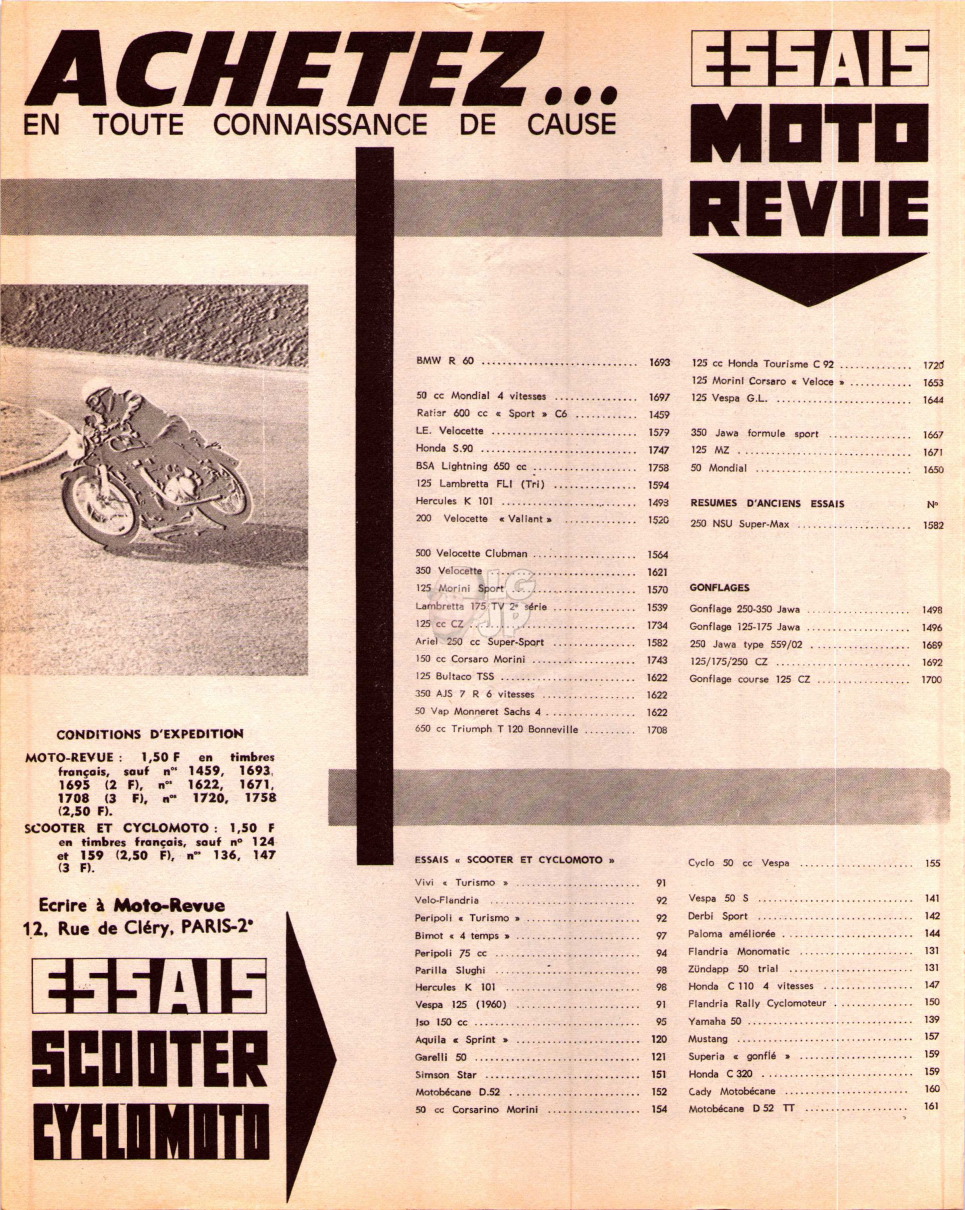 ACHETEZ...
EN TOUTE CONNAISSANCE DE CAUSE
ESSAIS
MOTO
REVUE
BMW R 60 .................... 1693
50 cc Mondial 4 vitesses .................... 1697
Ratier 600 cc « Sport » C6 .................... 1459
LE. Velocette .................... 1579
Honda S.90 .................... 1747
BSA Lightning 650 cc .................... 1758
125 Lambretta FLI (Tri) .................... 1594
Hercules K 101 .................... 1493
200 Velocette « Valiant » .................... 1520
500 Velocette Clubman .................... 1564
350 Velocette .................... 1621
125 Morini Sport .................... 1570
Lambretta 175 TV 2e série .................... 1539
125 cc CZ .................... 1734
Ariel 250 cc Super-Sport .................... 1582
150 cc Corsaro Morini .................... 1743
125 Bultaco TSS .................... 1622
350 AJS 7 R 6 vitesses .................... 1622
50 Vap Monneret Sachs 4 .................... 1622
650 cc Triumph T 120 Bonneville .......... 1708
125 cc Honda Tourisme C 92 .............. 1720
125 Morini Corsaro « Veloce » ............ 1653
125 Vespa G.L. .................... 1644
350 Jawa formule sport .................... 1667
125 MZ .................... 1671
50 Mondial .................... 1650
RESUMES D'ANCIENS ESSAIS N°
250 NSU Super-Max .................... 1582
GONFLAGES
Gonflage 250-350 Jawa .................... 1498
Gonflage 125-175 Jawa .................... 1496
250 Jawa type 559/02 .................... 1689
125/175/250 CZ .................... 1692
Gonflage course 125 CZ .................... 1700
LG
JP
CONDITIONS D'EXPEDITION
MOTO-REVUE : 1,50 F en timbres
français, sauf nos 1459, 1693,
1695 (2 F), nos 1622, 1671,
1708 (3 F), nos 1720, 1758
(2,50 F).
SCOOTER ET CYCLOMOTO : 1,50 F
en timbres français, sauf no 124
et 159 (2,50 F), nos 136, 147
(3 F).
Ecrire à Moto-Revue
12, Rue de Cléry, PARIS-2e
ESSAIS
SCOOTER
CYCLOMOTO
ESSAIS « SCOOTER ET CYCLOMOTO »
Vivi « Turismo » .................... 91
Velo-Flandria .................... 92
Peripoli « Turismo » .................... 92
Bimot « 4 temps » .................... 97
Peripoli 75 cc .................... 94
Parilla Slughi .................... 98
Hercules K 101 .................... 98
Vespa 125 (1960) .................... 91
Iso 150 cc .................... 95
Aquila « Sprint » .................... 120
Garelli 50 .................... 121
Simson Star .................... 151
Motobécane D.52 .................... 152
50 cc Corsarino Morini .................... 154
Cyclo 50 cc Vespa .................... 155
Vespa 50 S .................... 141
Derbi Sport .................... 142
Paloma améliorée .................... 144
Flandria Monomatic .................... 131
Zündapp 50 trial .................... 131
Honda C 110 4 vitesses .................... 147
Flandria Rally Cyclomoteur .............. 150
Yamaha 50 .................... 139
Mustang .................... 157
Superia « gonflé » .................... 159
Honda C 320 .................... 159
Cady Motobécane .................... 160
Motobécane D 52 TT .................... 161